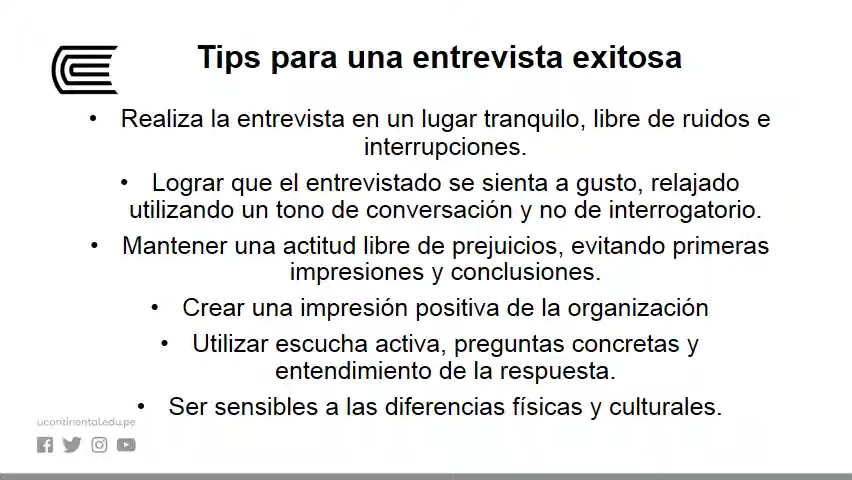 Tips para una entrevista exitosa
• Realiza la entrevista en un lugar tranquilo, libre de ruidos e
interrupciones.
• Lograr que el entrevistado se sienta a gusto, relajado
utilizando un tono de conversación y no de interrogatorio.
• Mantener una actitud libre de prejuicios, evitando primeras
impresiones y conclusiones.
• Crear una impresión positiva de la organización
• Utilizar escucha activa, preguntas concretas y
entendimiento de la respuesta.
• Ser sensibles a las diferencias físicas y culturales.
ucontinental.edu.pe